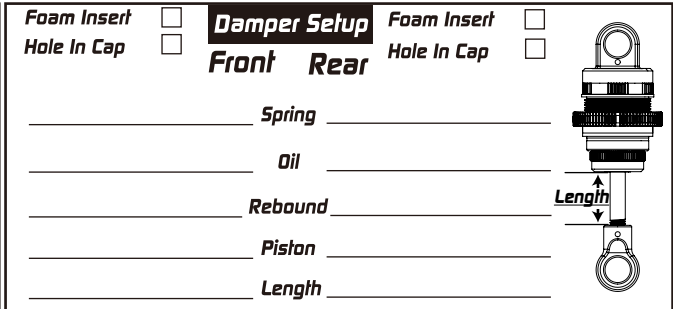 Foam Insert Damper Setup Foam Insert
Hole In Cap Front Rear Hole In Cap
Spring
Oil
Rebound
Length
Piston
Length